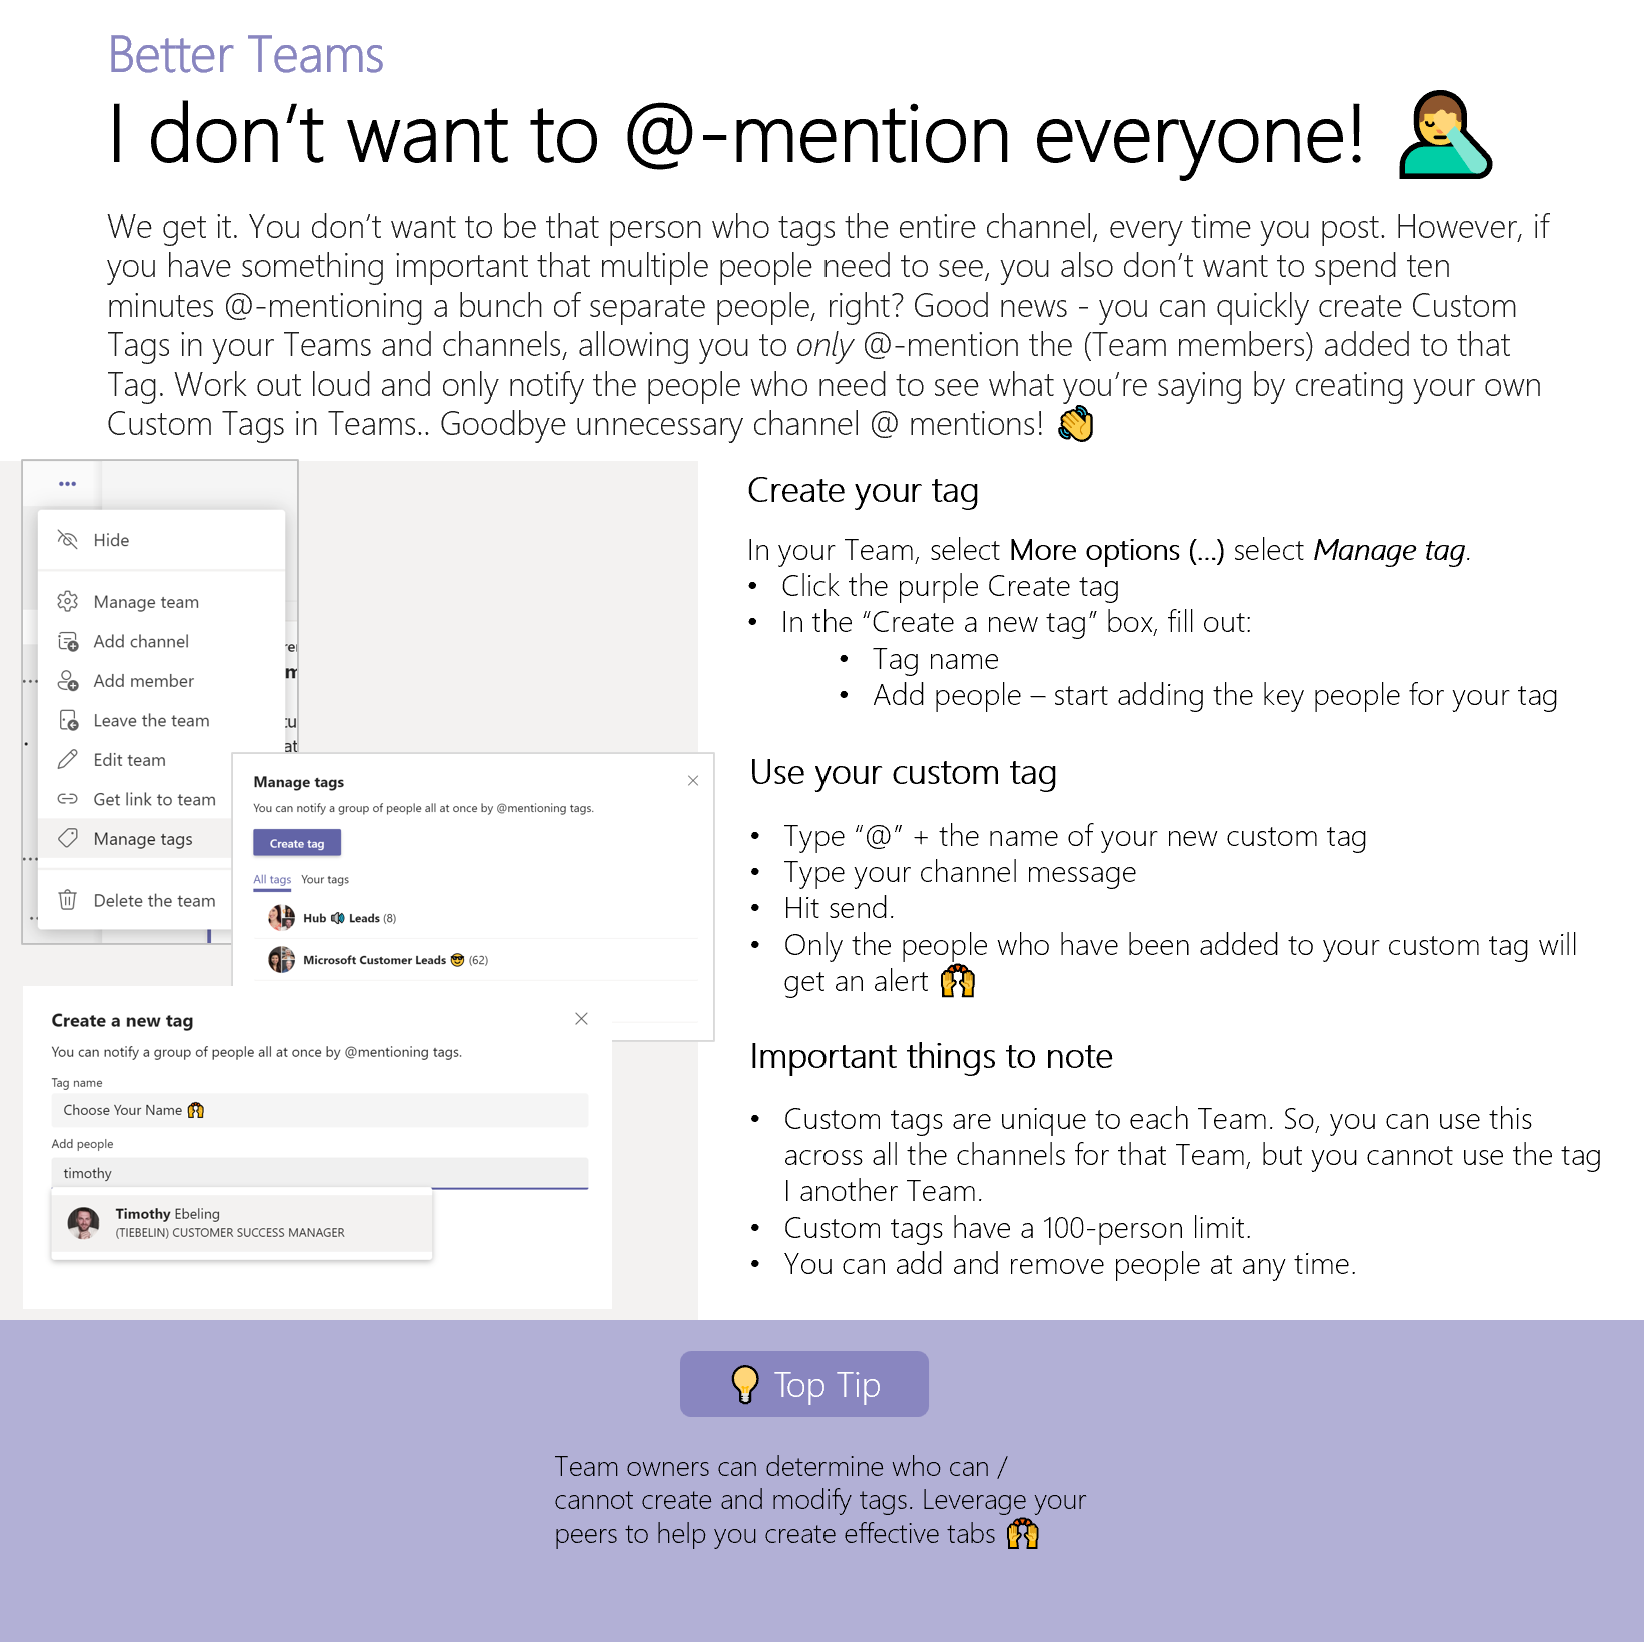 Better Teams
I don’t want to @-mention everyone! 🤦‍♂️
We get it. You don’t want to be that person who tags the entire channel, every time you post. However, if
you have something important that multiple people need to see, you also don’t want to spend ten
minutes @-mentioning a bunch of separate people, right? Good news - you can quickly create Custom
Tags in your Teams and channels, allowing you to only @-mention the (Team members) added to that
Tag. Work out loud and only notify the people who need to see what you’re saying by creating your own
Custom Tags in Teams.. Goodbye unnecessary channel @ mentions! 👋
•••
Hide
Manage team
Add channel
Add member
Leave the team
Edit team
Get link to team
Manage tags
Delete the team
Manage tags
You can notify a group of people all at once by @mentioning tags.
Create tag
All tags Your tags
Hub 🔊 Leads (8)
Microsoft Customer Leads 😎 (62)
Create a new tag
You can notify a group of people all at once by @mentioning tags.
Tag name
Choose Your Name 🙌
Add people
timothy
Timothy Ebeling
(TIEBELIN) CUSTOMER SUCCESS MANAGER
Create your tag
In your Team, select More options (...) select Manage tag.
• Click the purple Create tag
• In the “Create a new tag” box, fill out:
• Tag name
• Add people – start adding the key people for your tag
Use your custom tag
• Type “@” + the name of your new custom tag
• Type your channel message
• Hit send.
• Only the people who have been added to your custom tag will
get an alert 🙌
Important things to note
• Custom tags are unique to each Team. So, you can use this
across all the channels for that Team, but you cannot use the tag
I another Team.
• Custom tags have a 100-person limit.
• You can add and remove people at any time.
💡 Top Tip
Team owners can determine who can /
cannot create and modify tags. Leverage your
peers to help you create effective tabs 🙌